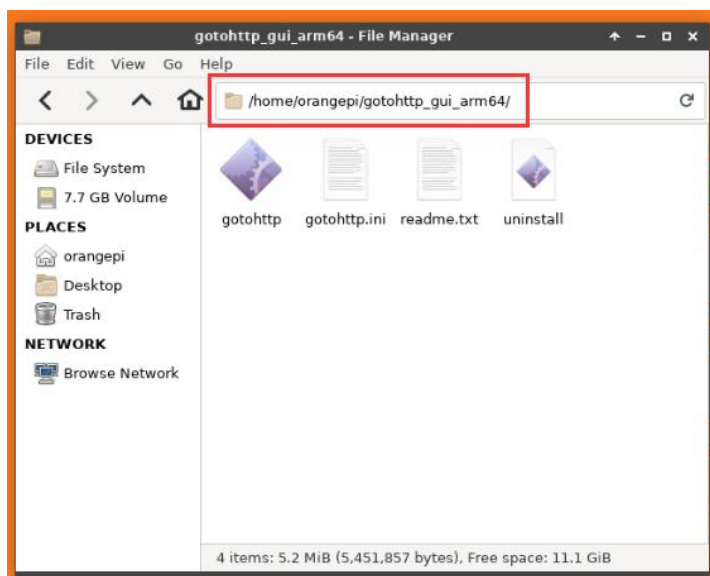 gotohttp_gui_arm64 - File Manager
File Edit View Go Help
/home/orangepi/gotohttp_gui_arm64/
DEVICES
File System
7.7 GB Volume
PLACES
orangepi
Desktop
Trash
NETWORK
Browse Network
gotohttp gotohttp.ini readme.txt uninstall
4 items: 5.2 MiB (5,451,857 bytes), Free space: 11.1 GiB